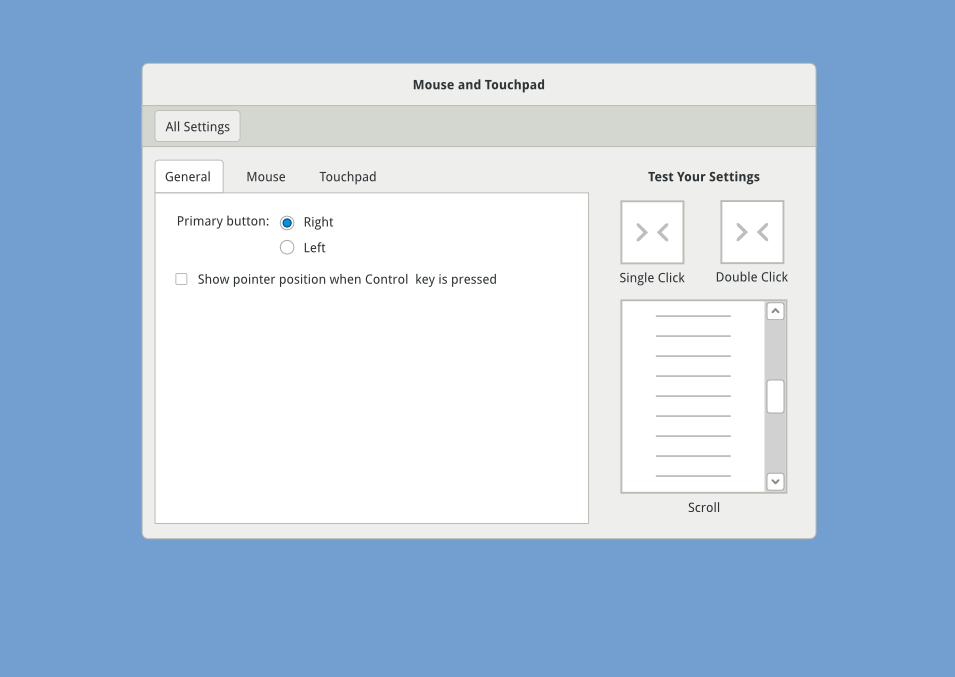 Mouse and Touchpad
All Settings
General Mouse Touchpad
Test Your Settings
Primary button: Right
Left
Show pointer position when Control key is pressed
Single Click Double Click
Scroll